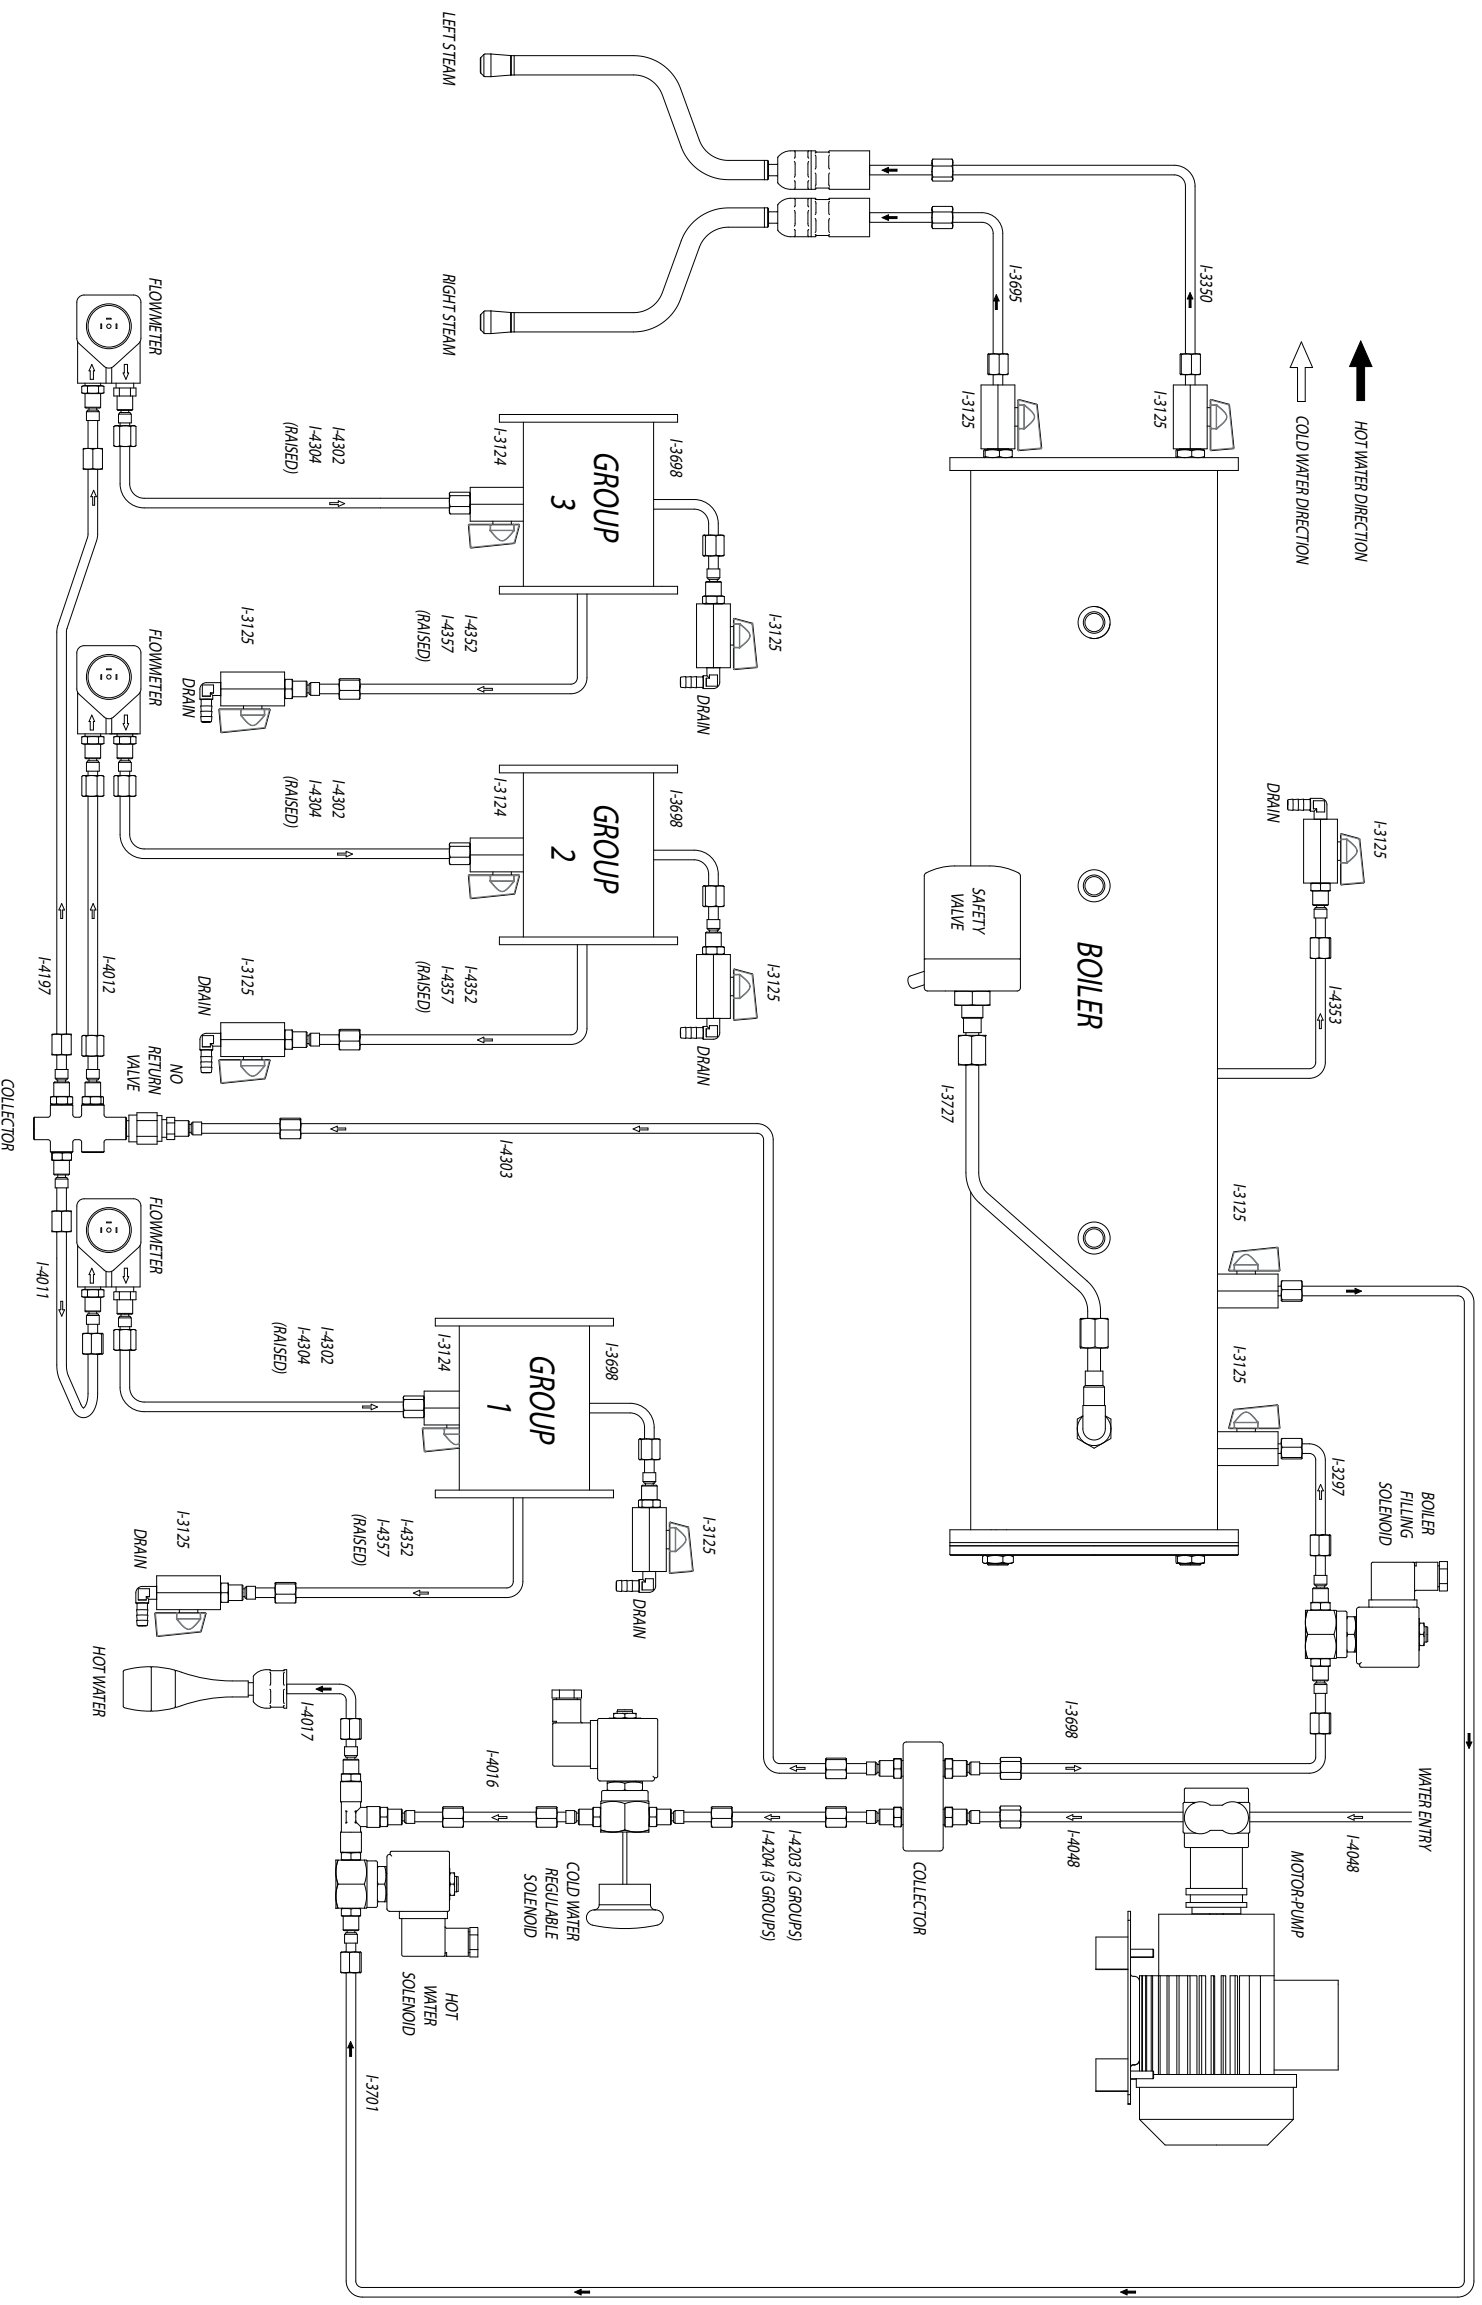 HOT WATER DIRECTION
COLD WATER DIRECTION
LEFT STEAM
RIGHT STEAM
I-3350
I-3695
I-3125
I-3125
DRAIN
I-3125
I-4353
BOILER
SAFETY
VALVE
I-3727
I-3125
I-3125
I-3297
BOILER
FILLING
SOLENOID
WATER ENTRY
I-4048
MOTOR-PUMP
I-4048
I-3698
COLLECTOR
I-4203 (2 GROUPS)
I-4204 (3 GROUPS)
COLD WATER
REGULABLE
SOLENOID
I-4016
HOT
WATER
SOLENOID
I-3701
I-4017
HOT WATER
FLOWMETER
I-4302
I-4304
(RAISED)
I-3124
GROUP
3
I-3698
I-3125
DRAIN
I-4352
I-4357
(RAISED)
I-3125
DRAIN
FLOWMETER
I-4302
I-4304
(RAISED)
I-3124
GROUP
2
I-3698
I-3125
DRAIN
I-4352
I-4357
(RAISED)
I-3125
DRAIN
I-4012
I-4197
NO
RETURN
VALVE
COLLECTOR
I-4303
I-4011
FLOWMETER
I-4302
I-4304
(RAISED)
I-3124
GROUP
1
I-3698
I-3125
DRAIN
I-4352
I-4357
(RAISED)
I-3125
DRAIN